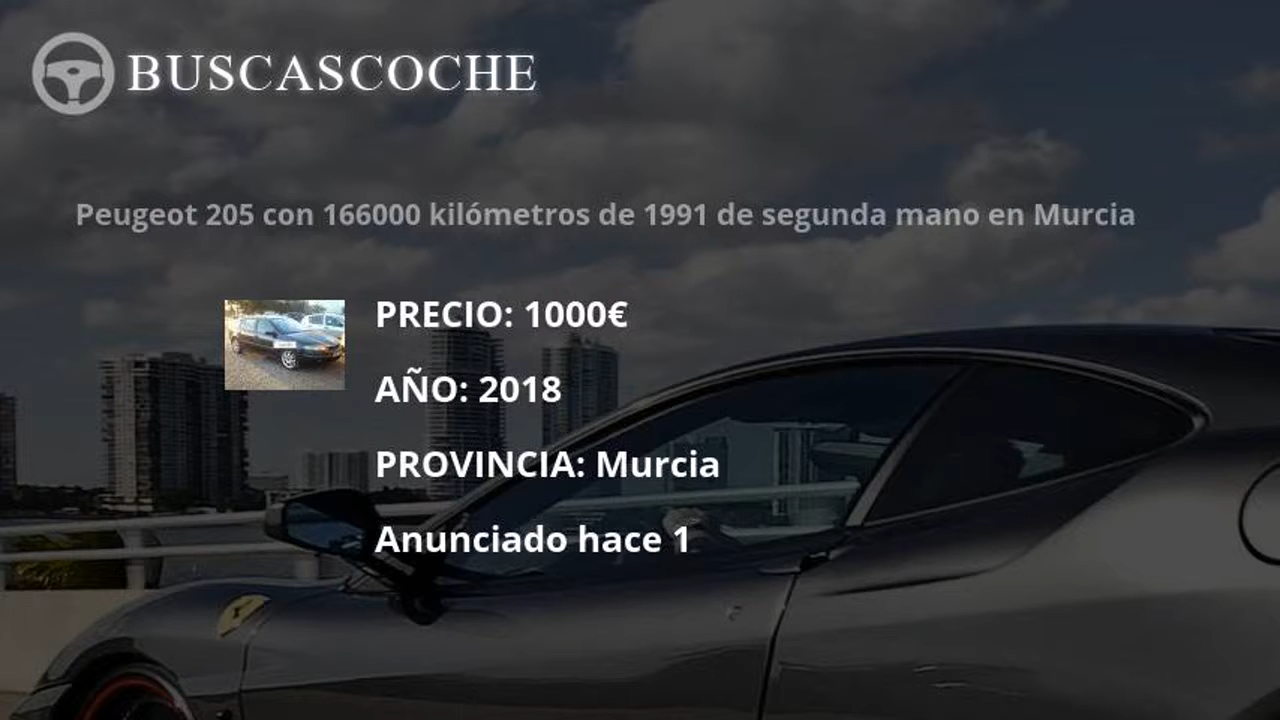 BUSCASCOCHE
Peugeot 205 con 166000 kilómetros de 1991 de segunda mano en Murcia
PRECIO: 1000€
AÑO: 2018
PROVINCIA: Murcia
Anunciado hace 1